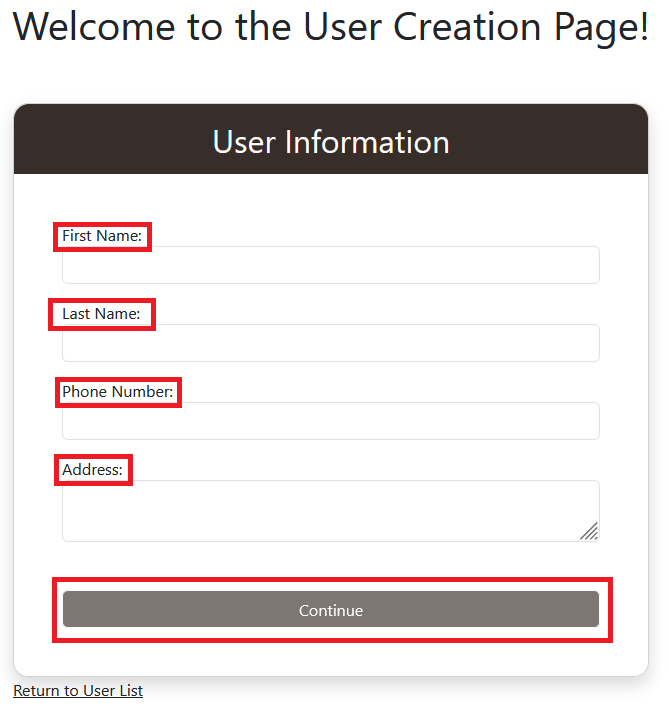 Welcome to the User Creation Page!
User Information
First Name:
Last Name:
Phone Number:
Address:
Continue
Return to User List